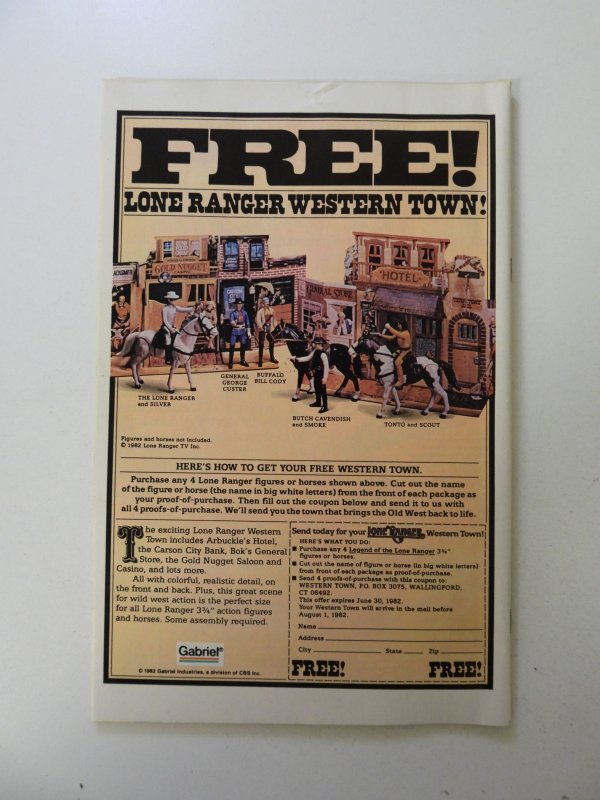 FREE!
LONE RANGER WESTERN TOWN!
GOLD NUGGET
HOTEL
GENERAL STORE
THE LONE RANGER
and SILVER
GENERAL
GEORGE
CUSTER
BUFFALO
BILL CODY
BUTCH CAVENDISH
and SMOKE
TONTO and SCOUT
Figures and horses not included.
© 1982 Lone Ranger TV Inc.
HERE'S HOW TO GET YOUR FREE WESTERN TOWN.
Purchase any 4 Lone Ranger figures or horses shown above. Cut out the name
of the figure or horse (the name in big white letters) from the front of each package as
your proof-of-purchase. Then fill out the coupon below and send it to us with
all 4 proofs-of-purchase. We'll send you the town that brings the Old West back to life.
The exciting Lone Ranger Western
Town includes Arbuckle's Hotel,
the Carson City Bank, Bok's General
Store, the Gold Nugget Saloon and
Casino, and lots more.
All with colorful, realistic detail, on
the front and back. Plus, this great scene
for wild west action is the perfect size
for all Lone Ranger 3¾" action figures
and horses. Some assembly required.
Gabriel®
© 1982 Gabriel Industries, a division of CBS Inc.
Send today for your LONE RANGER Western Town!
HERE'S WHAT YOU DO:
■ Purchase any 4 Legend of the Lone Ranger 3¾"
figures or horses.
■ Cut out name of figure or horse (in big white letters)
from front of each package as proof-of-purchase.
■ Send 4 proofs-of-purchase with this coupon to:
WESTERN TOWN, P.O. BOX 3075, WALLINGFORD,
CT 06492.
This offer expires June 30, 1982.
Your Western Town will arrive in the mail before
August 1, 1982.
Name
Address
City State Zip
FREE! FREE!